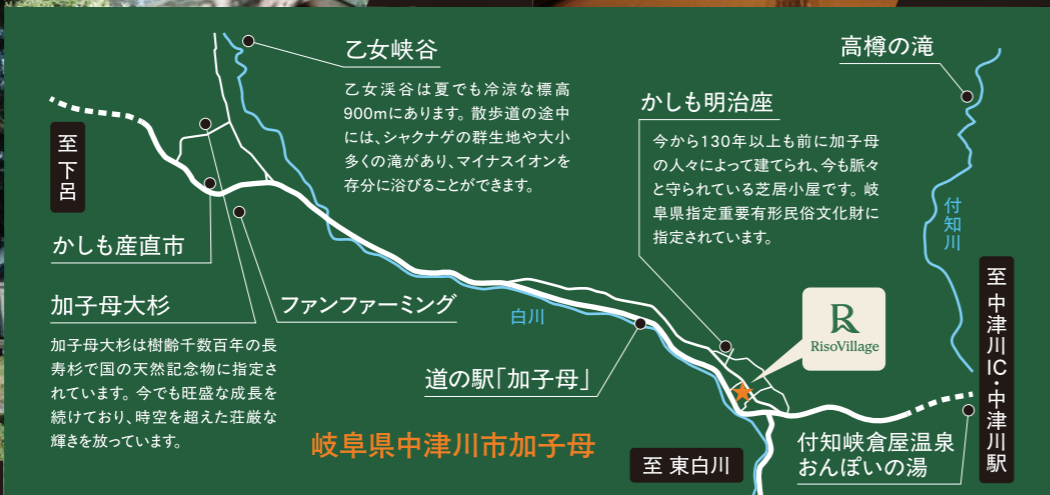 乙女峡谷
乙女渓谷は夏でも冷涼な標高
900mにあります。散歩道の途中
には、シャクナゲの群生地や大小
多くの滝があり、マイナスイオンを
存分に浴びることができます。
高樽の滝
かしも明治座
今から130年以上も前に加子母
の人々によって建てられ、今も脈々
と守られている芝居小屋です。岐
阜県指定重要有形民俗文化財に
指定されています。
至 下呂
付知川
かしも産直市
加子母大杉
加子母大杉は樹齢千数百年の長
寿杉で国の天然記念物に指定さ
れています。今でも旺盛な成長を
続けており、時空を超えた荘厳な
輝きを放っています。
ファンファーミング
白川
道の駅「加子母」
R
RisoVillage
至 中津川IC・中津川駅
岐阜県中津川市加子母
至 東白川
付知峡倉屋温泉
おんぽいの湯